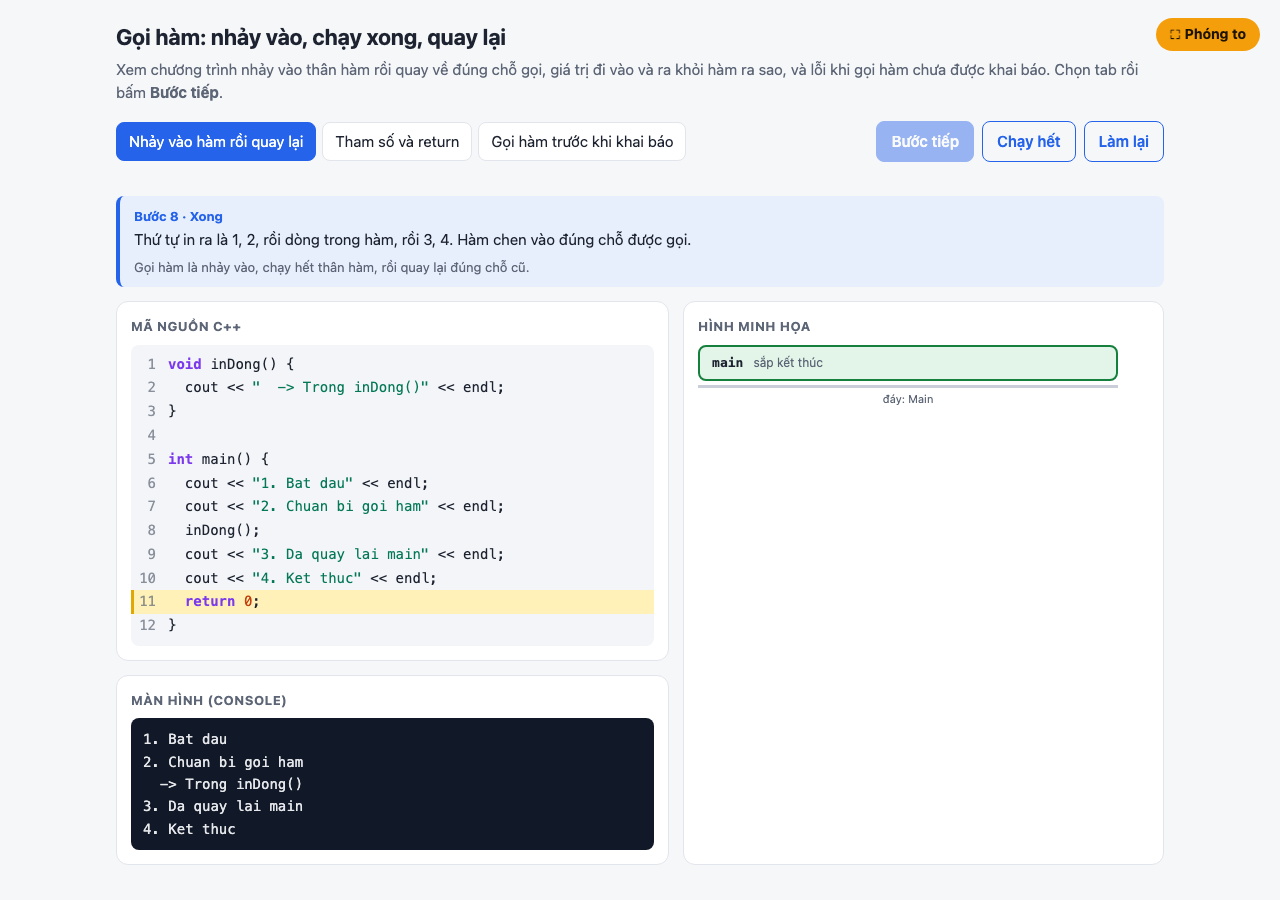 Gọi hàm: nhảy vào, chạy xong, quay lại
⛶ Phóng to
Xem chương trình nhảy vào thân hàm rồi quay về đúng chỗ gọi, giá trị đi vào và ra khỏi hàm ra sao, và lỗi khi gọi hàm chưa được khai báo. Chọn tab rồi
bấm Bước tiếp.
Nhảy vào hàm rồi quay lại
Tham số và return
Gọi hàm trước khi khai báo
Bước tiếp
Chạy hết
Làm lại
Bước 8 · Xong
Thứ tự in ra là 1, 2, rồi dòng trong hàm, rồi 3, 4. Hàm chen vào đúng chỗ được gọi.
Gọi hàm là nhảy vào, chạy hết thân hàm, rồi quay lại đúng chỗ cũ.
MÃ NGUỒN C++
1 void inDong() {
2   cout << "  -> Trong inDong()" << endl;
3 }
4
5 int main() {
6   cout << "1. Bat dau" << endl;
7   cout << "2. Chuan bi goi ham" << endl;
8   inDong();
9   cout << "3. Da quay lai main" << endl;
10   cout << "4. Ket thuc" << endl;
11   return 0;
12 }
MÀN HÌNH (CONSOLE)
1. Bat dau
2. Chuan bi goi ham
  -> Trong inDong()
3. Da quay lai main
4. Ket thuc
HÌNH MINH HỌA
main sắp kết thúc
đáy: Main